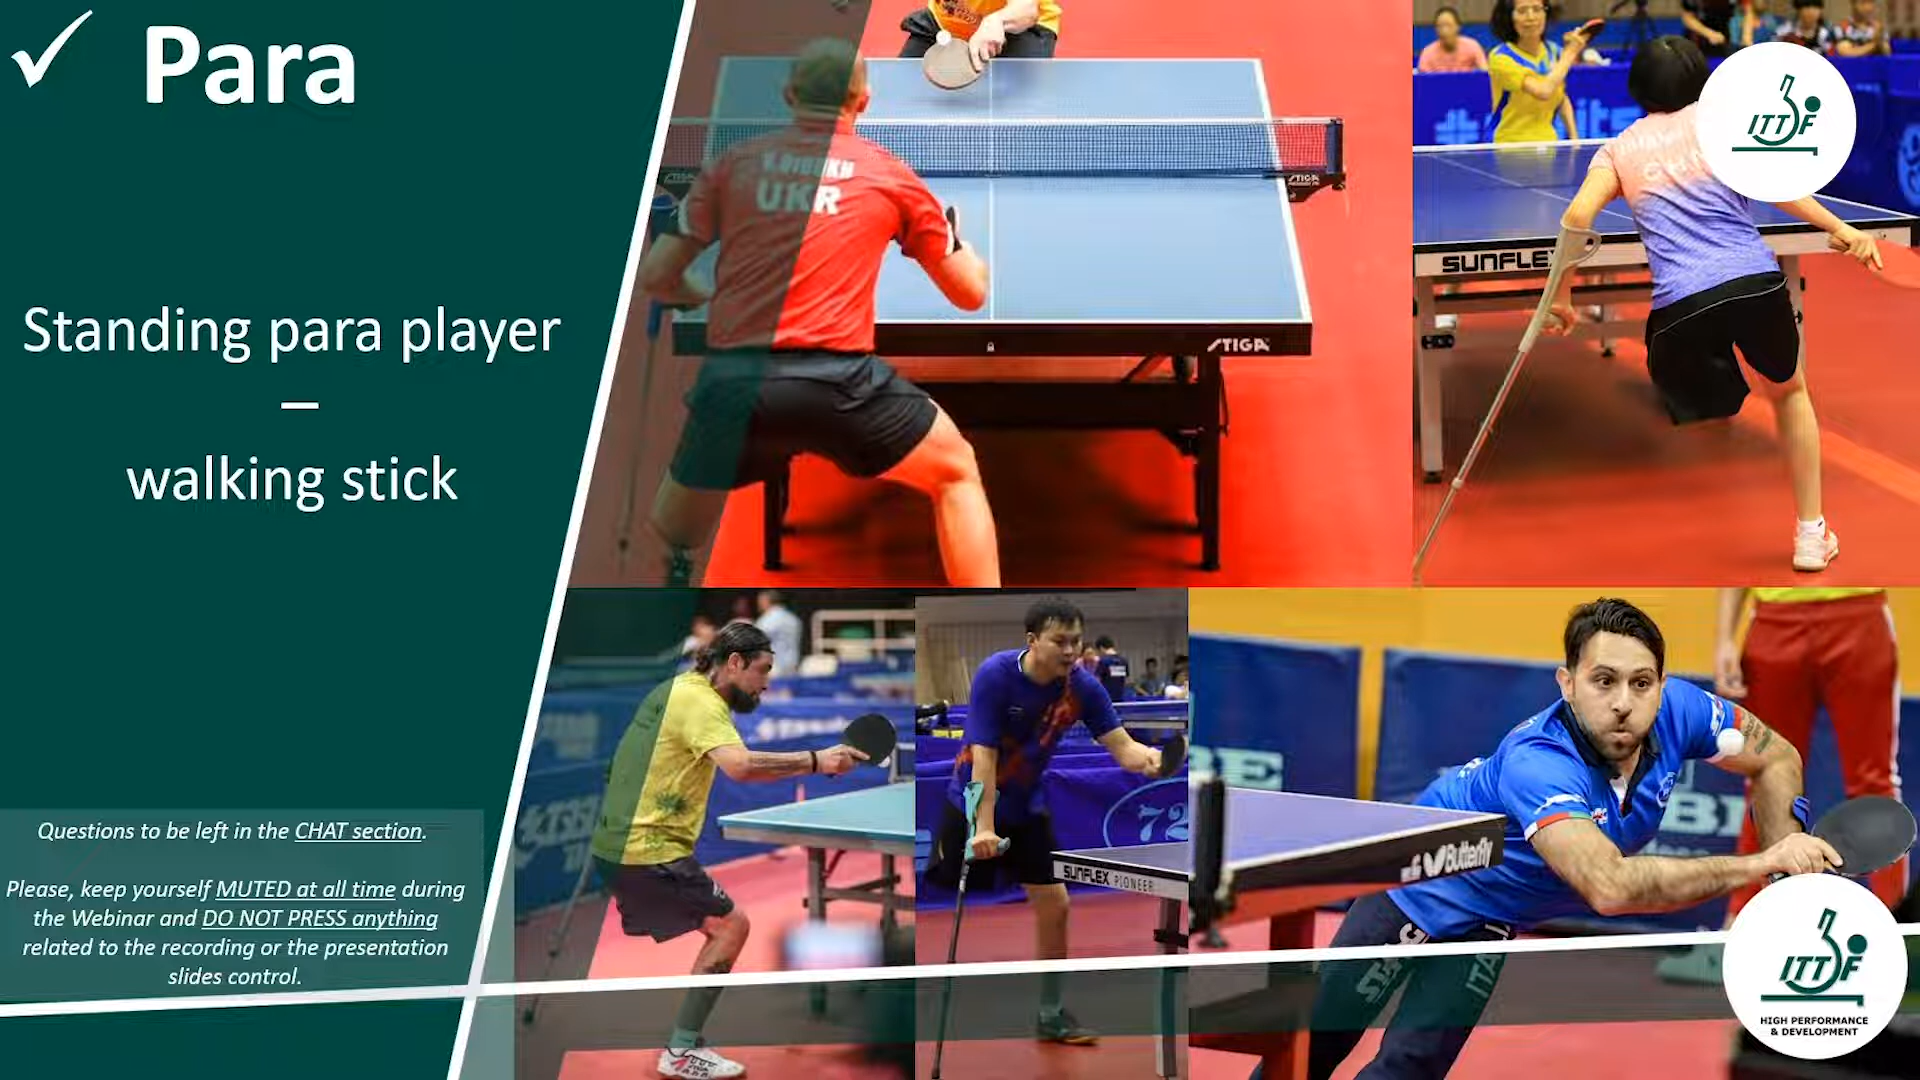 ✓ Para
Standing para player
–
walking stick
Questions to be left in the CHAT section.
Please, keep yourself MUTED at all time during
the Webinar and DO NOT PRESS anything
related to the recording or the presentation
slides control.
UKR
STIGA
STIGA
STIGA
SUNFLEX
ITTF
SUNFLEX PIONEER
72
Butterfly
ITTF
HIGH PERFORMANCE
& DEVELOPMENT